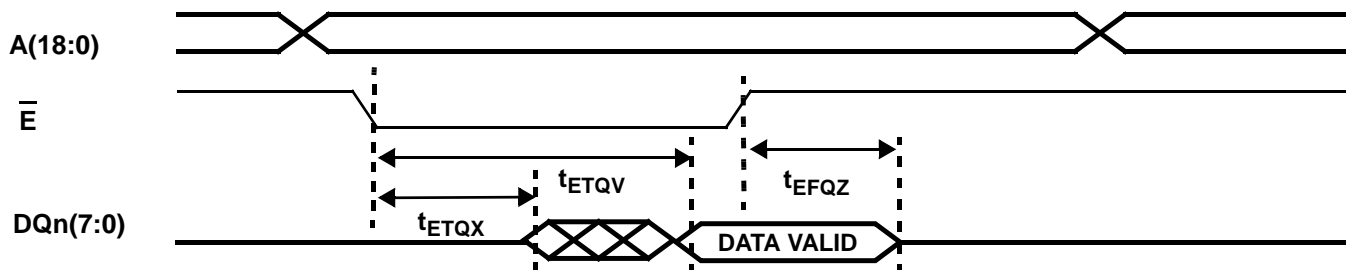 A(18:0)
E
tETQV
tEFQZ
tETQX
DQn(7:0)
DATA VALID